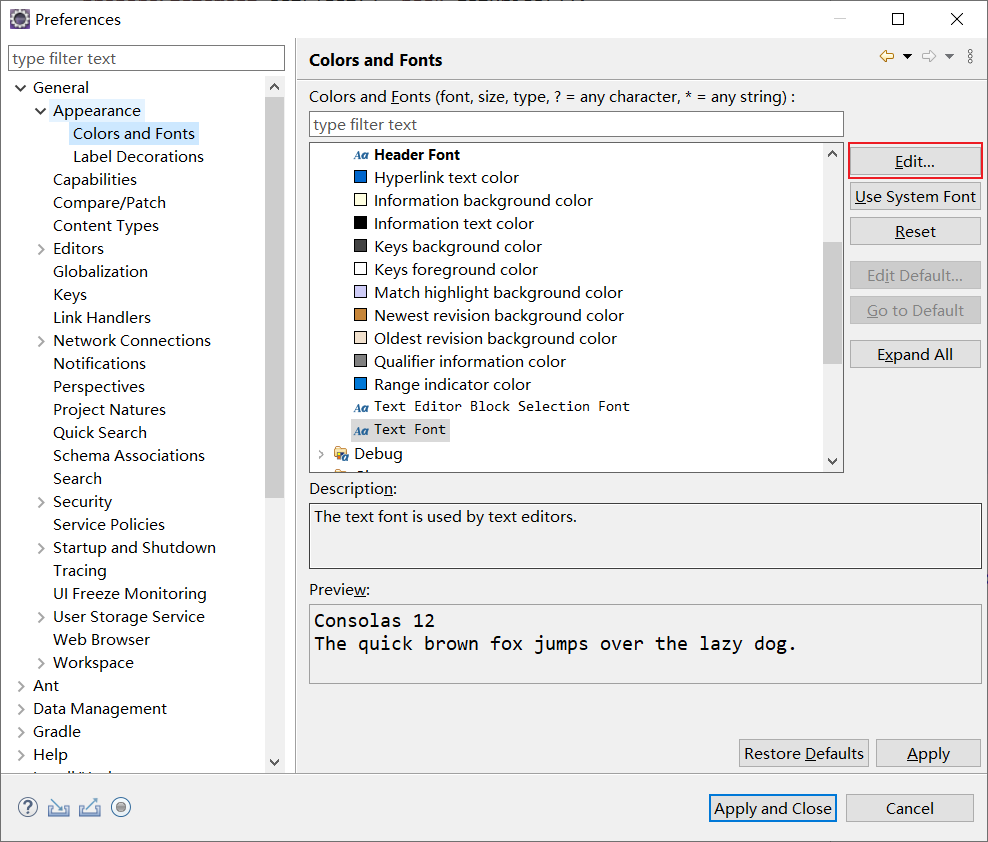 Preferences
type filter text
General
Appearance
Colors and Fonts
Label Decorations
Capabilities
Compare/Patch
Content Types
Editors
Globalization
Keys
Link Handlers
Network Connections
Notifications
Perspectives
Project Natures
Quick Search
Schema Associations
Search
Security
Service Policies
Startup and Shutdown
Tracing
UI Freeze Monitoring
User Storage Service
Web Browser
Workspace
Ant
Data Management
Gradle
Help
Colors and Fonts
Colors and Fonts (font, size, type, ? = any character, * = any string) :
type filter text
Aa Header Font
Hyperlink text color
Information background color
Information text color
Keys background color
Keys foreground color
Match highlight background color
Newest revision background color
Oldest revision background color
Qualifier information color
Range indicator color
Aa Text Editor Block Selection Font
Aa Text Font
Debug
Edit...
Use System Font
Reset
Edit Default...
Go to Default
Expand All
Description:
The text font is used by text editors.
Preview:
Consolas 12
The quick brown fox jumps over the lazy dog.
Restore Defaults
Apply
?
Apply and Close
Cancel